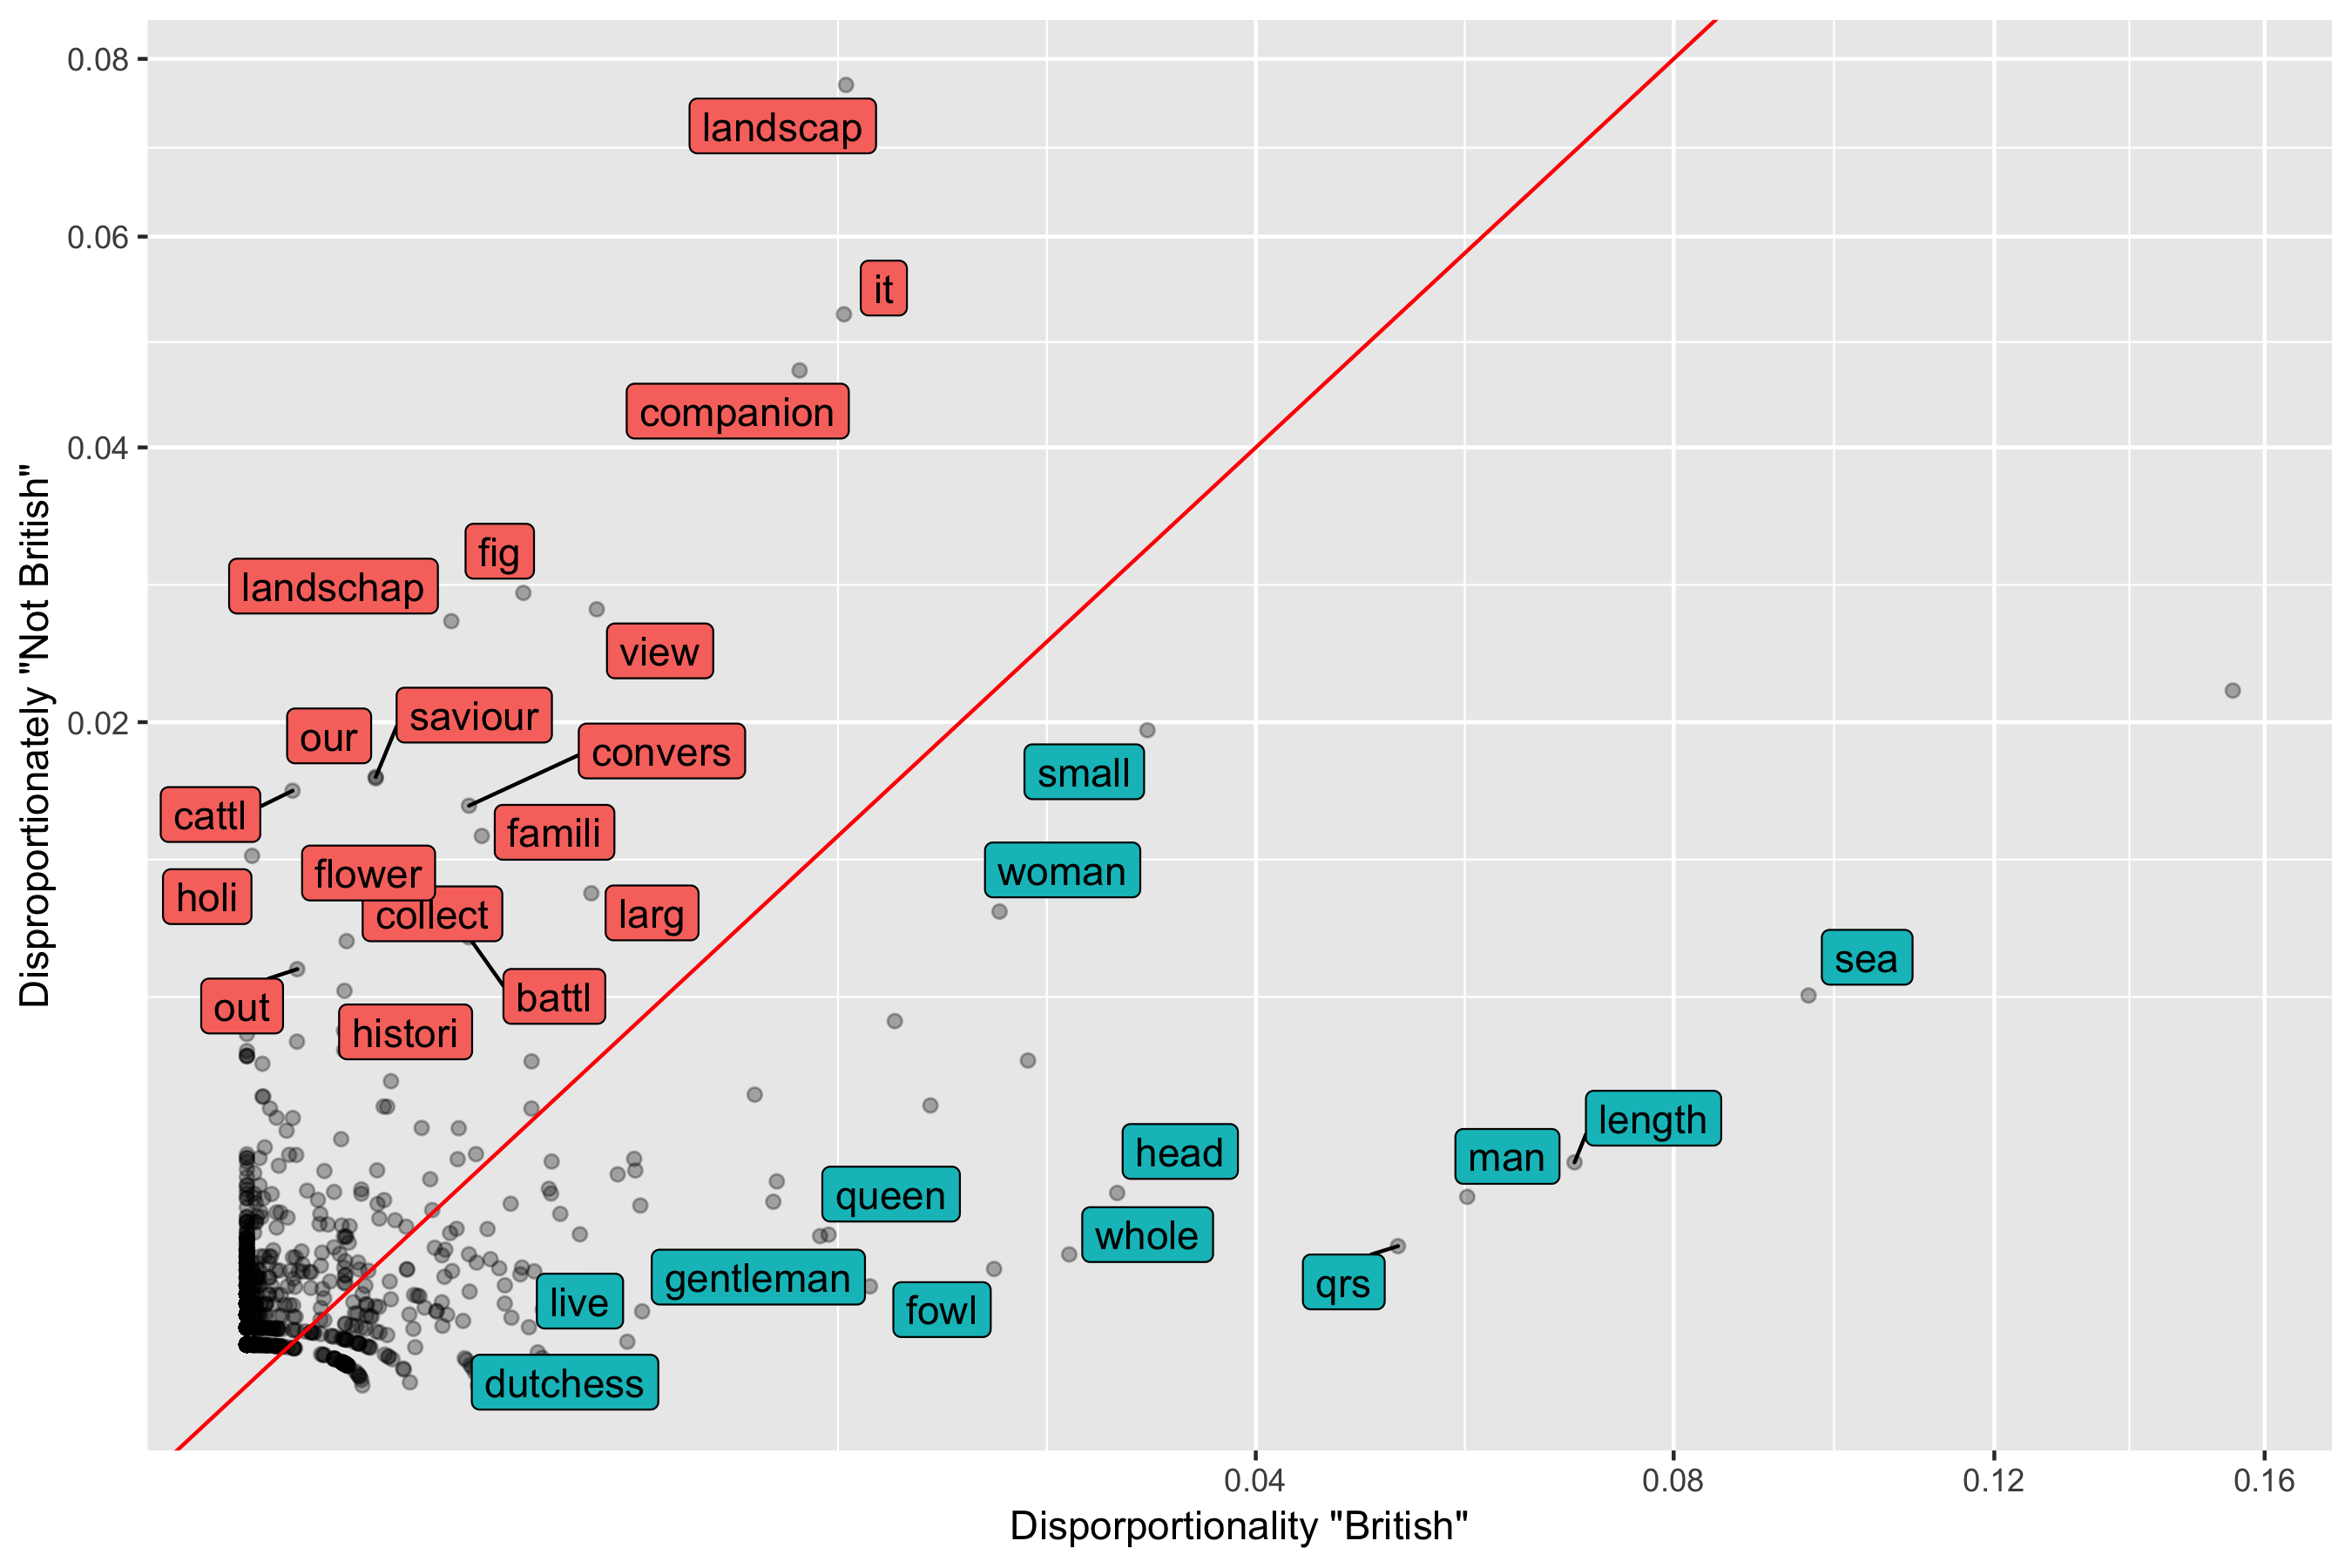 0.08
landscap
it
0.06
companion
0.04
fig
landschap
view
saviour
our
0.02
convers
small
cattl
famili
woman
flower
holi
collect
larg
sea
out
battl
histori
length
head
man
queen
whole
gentleman
qrs
live
fowl
dutchess
0.04
0.08
0.12
0.16
Disproportionately "Not British"
Disporportionality "British"